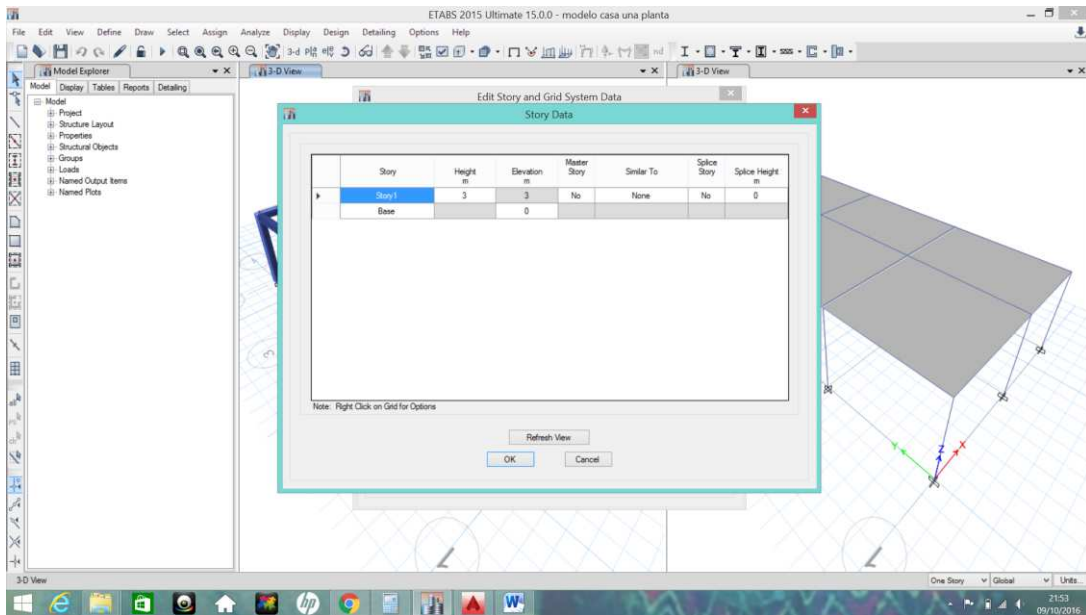 ETABS 2015 Ultimate 15.0.0 - modelo casa una planta
File Edit View Define Draw Select Assign Analyze Display Design Detailing Options Help
3-d
nd
Model Explorer
3-D View
3-D View
Model Display Tables Reports Detailing
Model
Project
Structure Layout
Properties
Structural Objects
Groups
Loads
Named Output Items
Named Plots
Edit Story and Grid System Data
Story Data
Story Height m Elevation m Master Story Similar To Splice Story Splice Height m
Story1 3 3 No None No 0
Base 0
Note: Right Click on Grid for Options
Refresh View
OK Cancel
Y Z X
3-D View
One Story Global Units...
21:53
09/10/2016